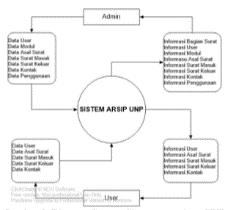 Admin
Data User
Data Modul
Data Asal Surat
Data Surat Masuk
Data Surat Keluar
Data Kontak
Data Penggunaan
Informasi Bagian Surat
Informasi User
Informasi Modul
Informasi Asal Surat
Informasi Surat Masuk
Informasi Surat Keluar
Informasi Kontak
Informasi Penggunaan
SISTEM ARSIP UNP
Data User
Data Asal Surat
Data Surat Masuk
Data Surat Keluar
Data Kontak
Informasi User
Informasi Asal Surat
Informasi Surat Masuk
Informasi Surat Keluar
Informasi Kontak
User